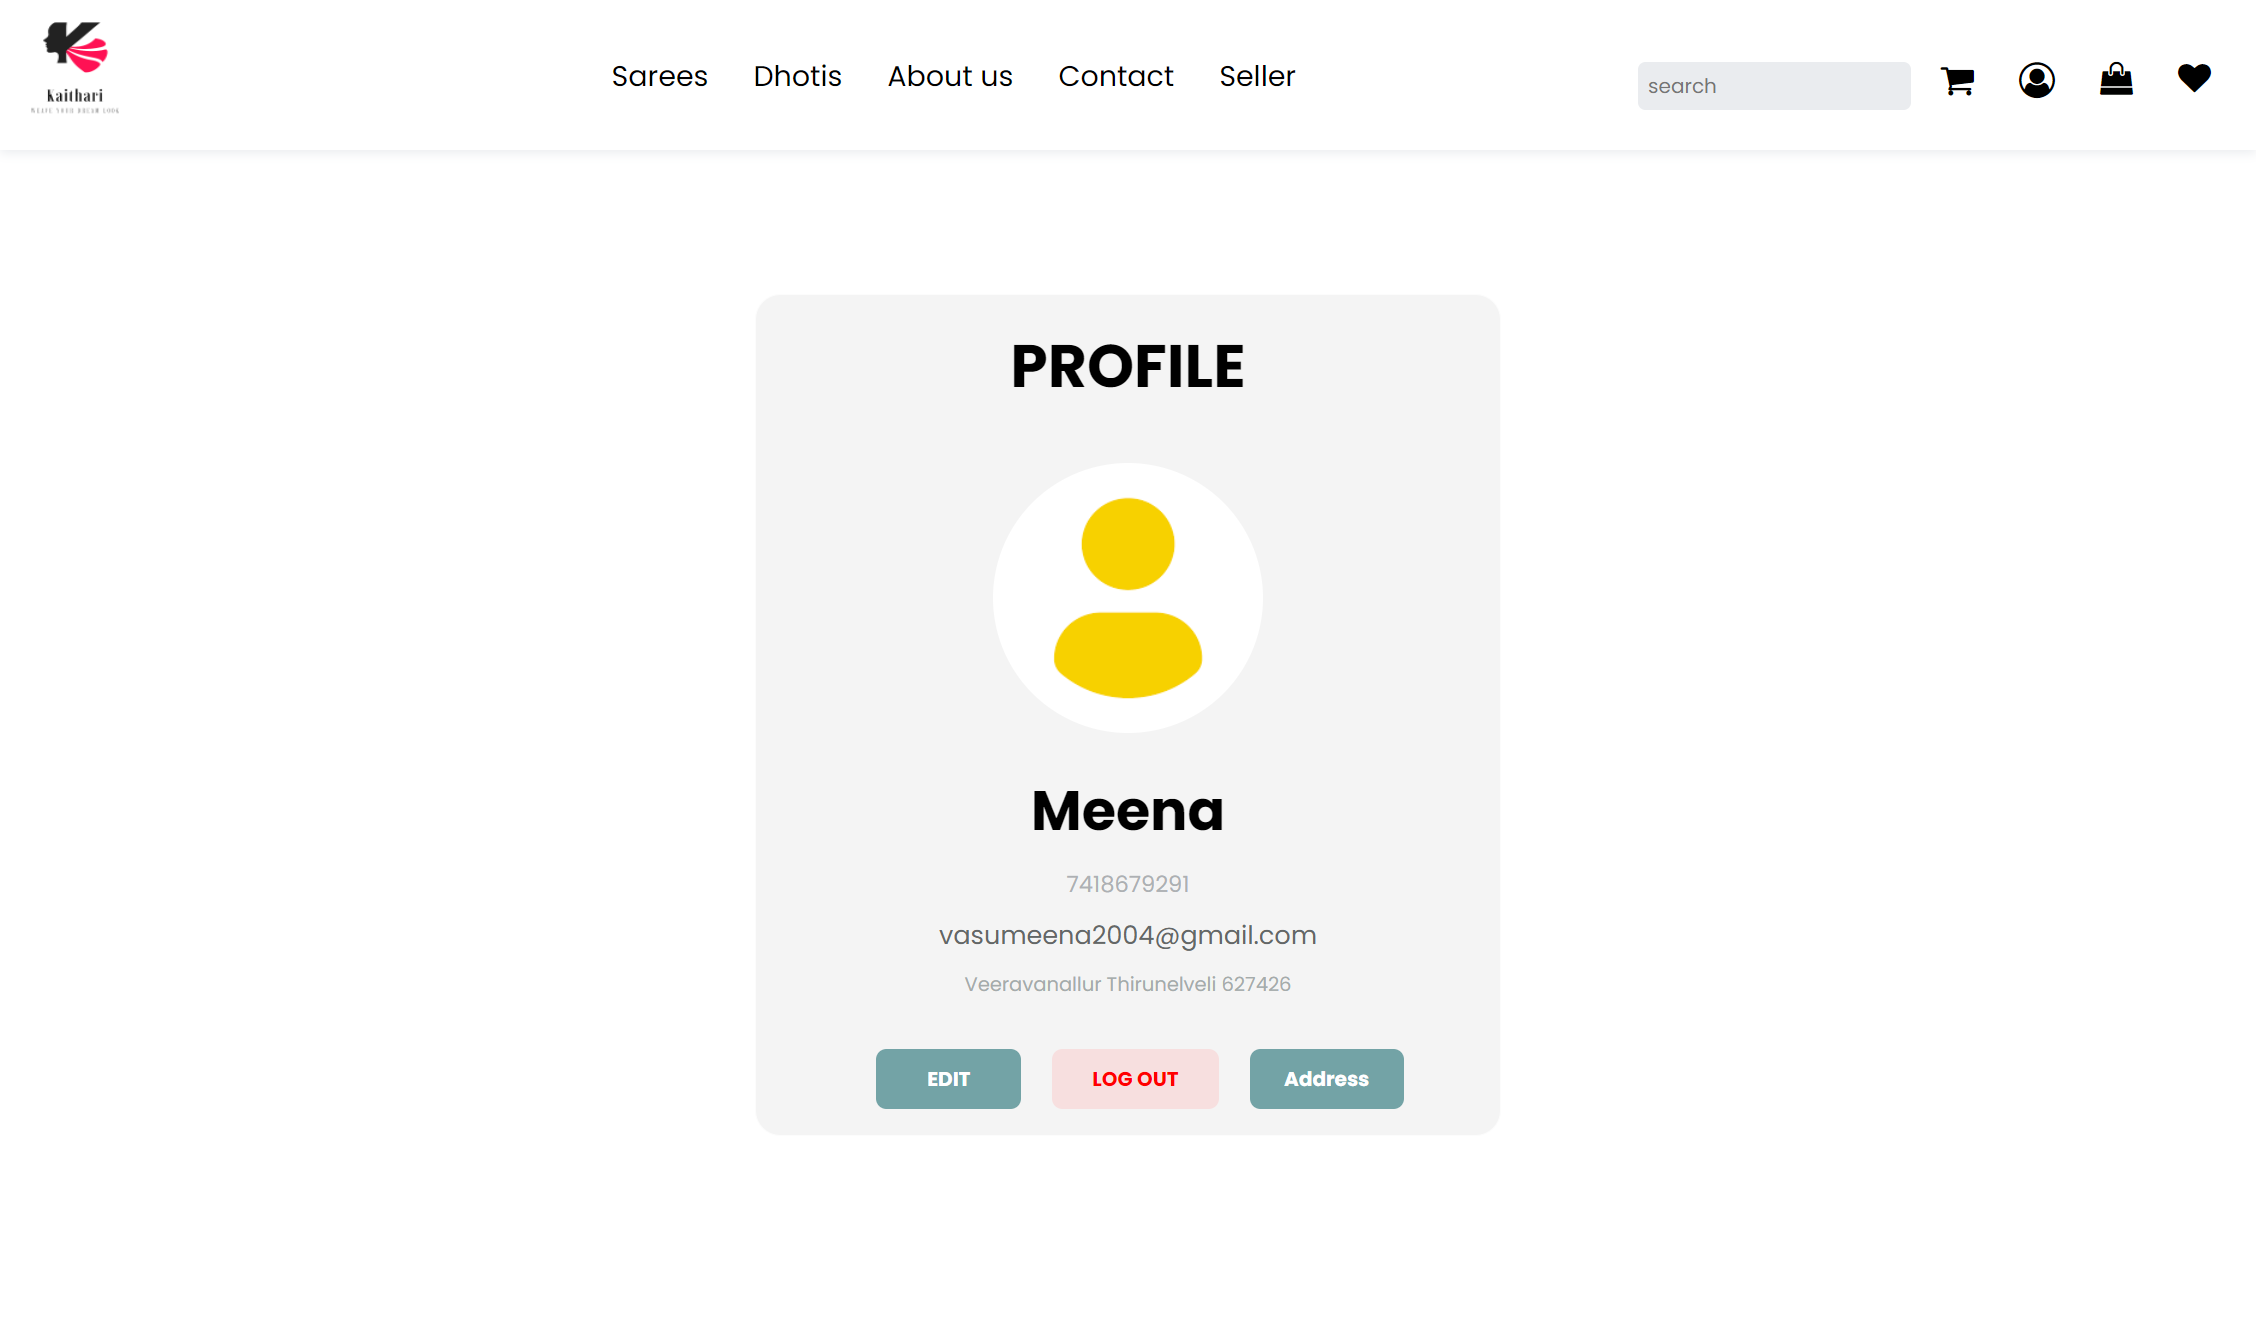 Kaithari
Sarees Dhotis About us Contact Seller
search
PROFILE
Meena
7418679291
vasumeena2004@gmail.com
Veeravanallur Thirunelveli 627426
EDIT LOG OUT Address